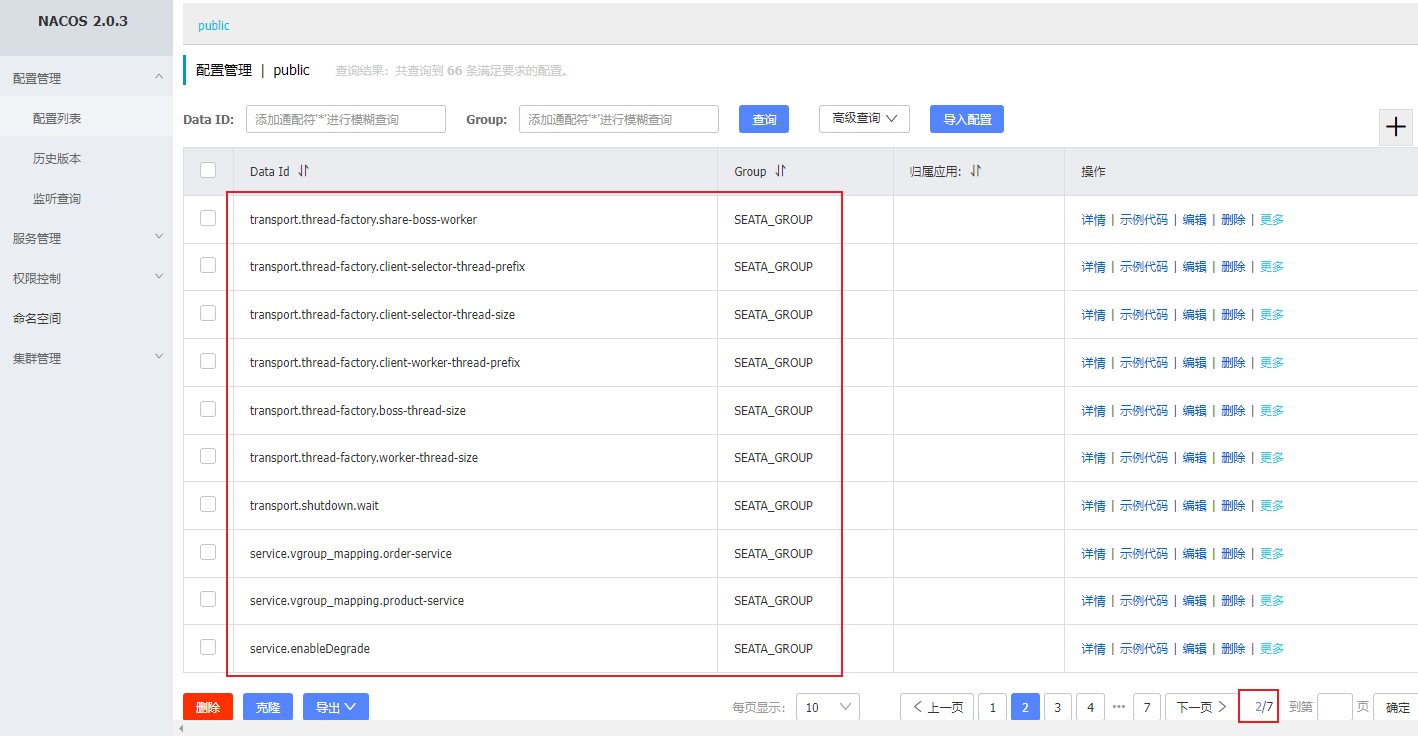 NACOS 2.0.3
public
配置管理
配置列表
历史版本
监听查询
服务管理
权限控制
命名空间
集群管理
配置管理 | public 查询结果：共查询到 66 条满足要求的配置。
Data ID: 添加通配符'*'进行模糊查询 Group: 添加通配符'*'进行模糊查询 查询 高级查询 导入配置
Data Id Group 归属应用: 操作
transport.thread-factory.share-boss-worker SEATA_GROUP 详情 | 示例代码 | 编辑 | 删除 | 更多
transport.thread-factory.client-selector-thread-prefix SEATA_GROUP 详情 | 示例代码 | 编辑 | 删除 | 更多
transport.thread-factory.client-selector-thread-size SEATA_GROUP 详情 | 示例代码 | 编辑 | 删除 | 更多
transport.thread-factory.client-worker-thread-prefix SEATA_GROUP 详情 | 示例代码 | 编辑 | 删除 | 更多
transport.thread-factory.boss-thread-size SEATA_GROUP 详情 | 示例代码 | 编辑 | 删除 | 更多
transport.thread-factory.worker-thread-size SEATA_GROUP 详情 | 示例代码 | 编辑 | 删除 | 更多
transport.shutdown.wait SEATA_GROUP 详情 | 示例代码 | 编辑 | 删除 | 更多
service.vgroup_mapping.order-service SEATA_GROUP 详情 | 示例代码 | 编辑 | 删除 | 更多
service.vgroup_mapping.product-service SEATA_GROUP 详情 | 示例代码 | 编辑 | 删除 | 更多
service.enableDegrade SEATA_GROUP 详情 | 示例代码 | 编辑 | 删除 | 更多
删除 克隆 导出 每页显示: 10 上一页 1 2 3 4 ••• 7 下一页 2/7 到第 页 确定